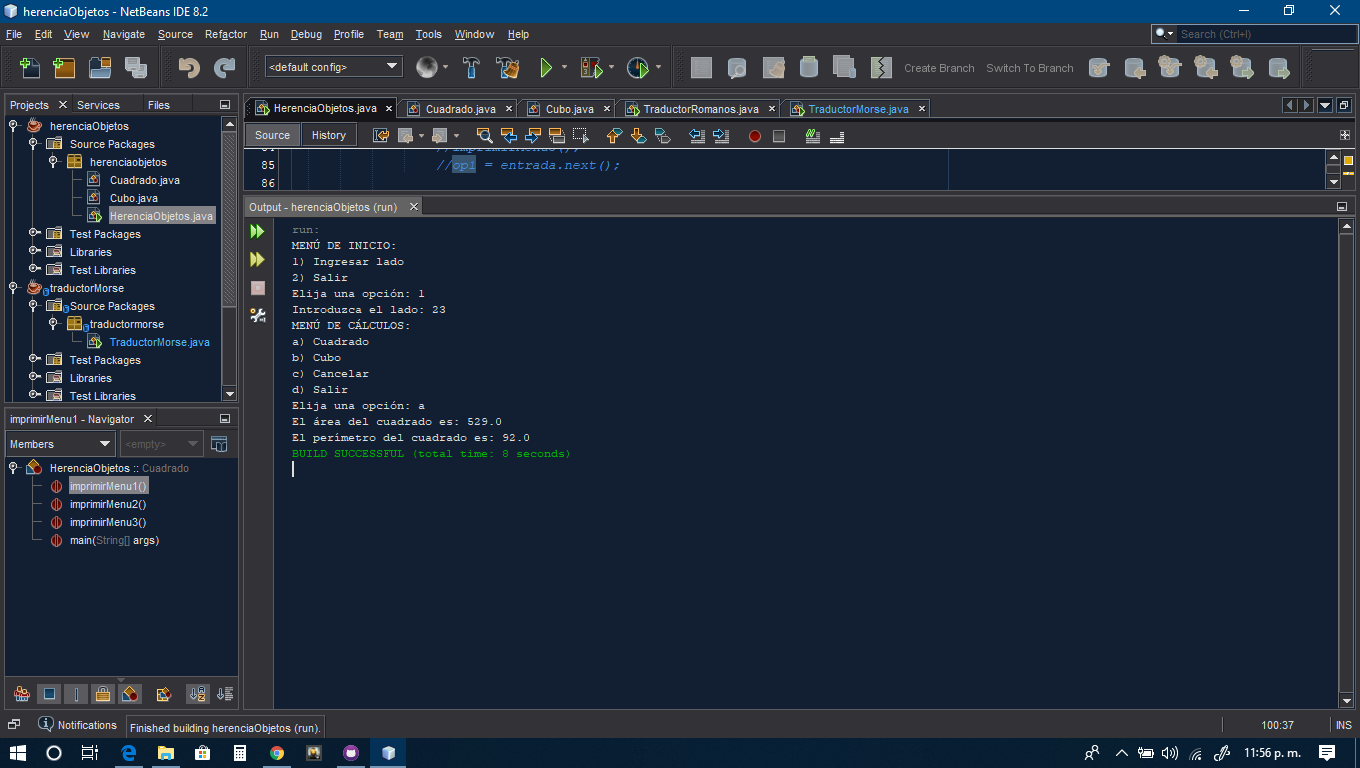 herenciaObjetos - NetBeans IDE 8.2
File Edit View Navigate Source Refactor Run Debug Profile Team Tools Window Help
Search (Ctrl+I)
<default config>
Create Branch Switch To Branch
Projects Services Files
herenciaObjetos
Source Packages
herenciaobjetos
Cuadrado.java
Cubo.java
HerenciaObjetos.java
Test Packages
Libraries
Test Libraries
traductorMorse
Source Packages
traductormorse
TraductorMorse.java
Test Packages
Libraries
Test Libraries
HerenciaObjetos.java Cuadrado.java Cubo.java TraductorRomanos.java TraductorMorse.java
Source History
85 //op1 = entrada.next();
86
Output - herenciaObjetos (run)
run:
MENÚ DE INICIO:
1) Ingresar lado
2) Salir
Elija una opción: 1
Introduzca el lado: 23
MENÚ DE CÁLCULOS:
a) Cuadrado
b) Cubo
c) Cancelar
d) Salir
Elija una opción: a
El área del cuadrado es: 529.0
El perímetro del cuadrado es: 92.0
BUILD SUCCESSFUL (total time: 8 seconds)
imprimirMenu1 - Navigator
Members <empty>
HerenciaObjetos :: Cuadrado
imprimirMenu1()
imprimirMenu2()
imprimirMenu3()
main(String[] args)
Notifications
Finished building herenciaObjetos (run).
100:37 INS
11:56 p. m.